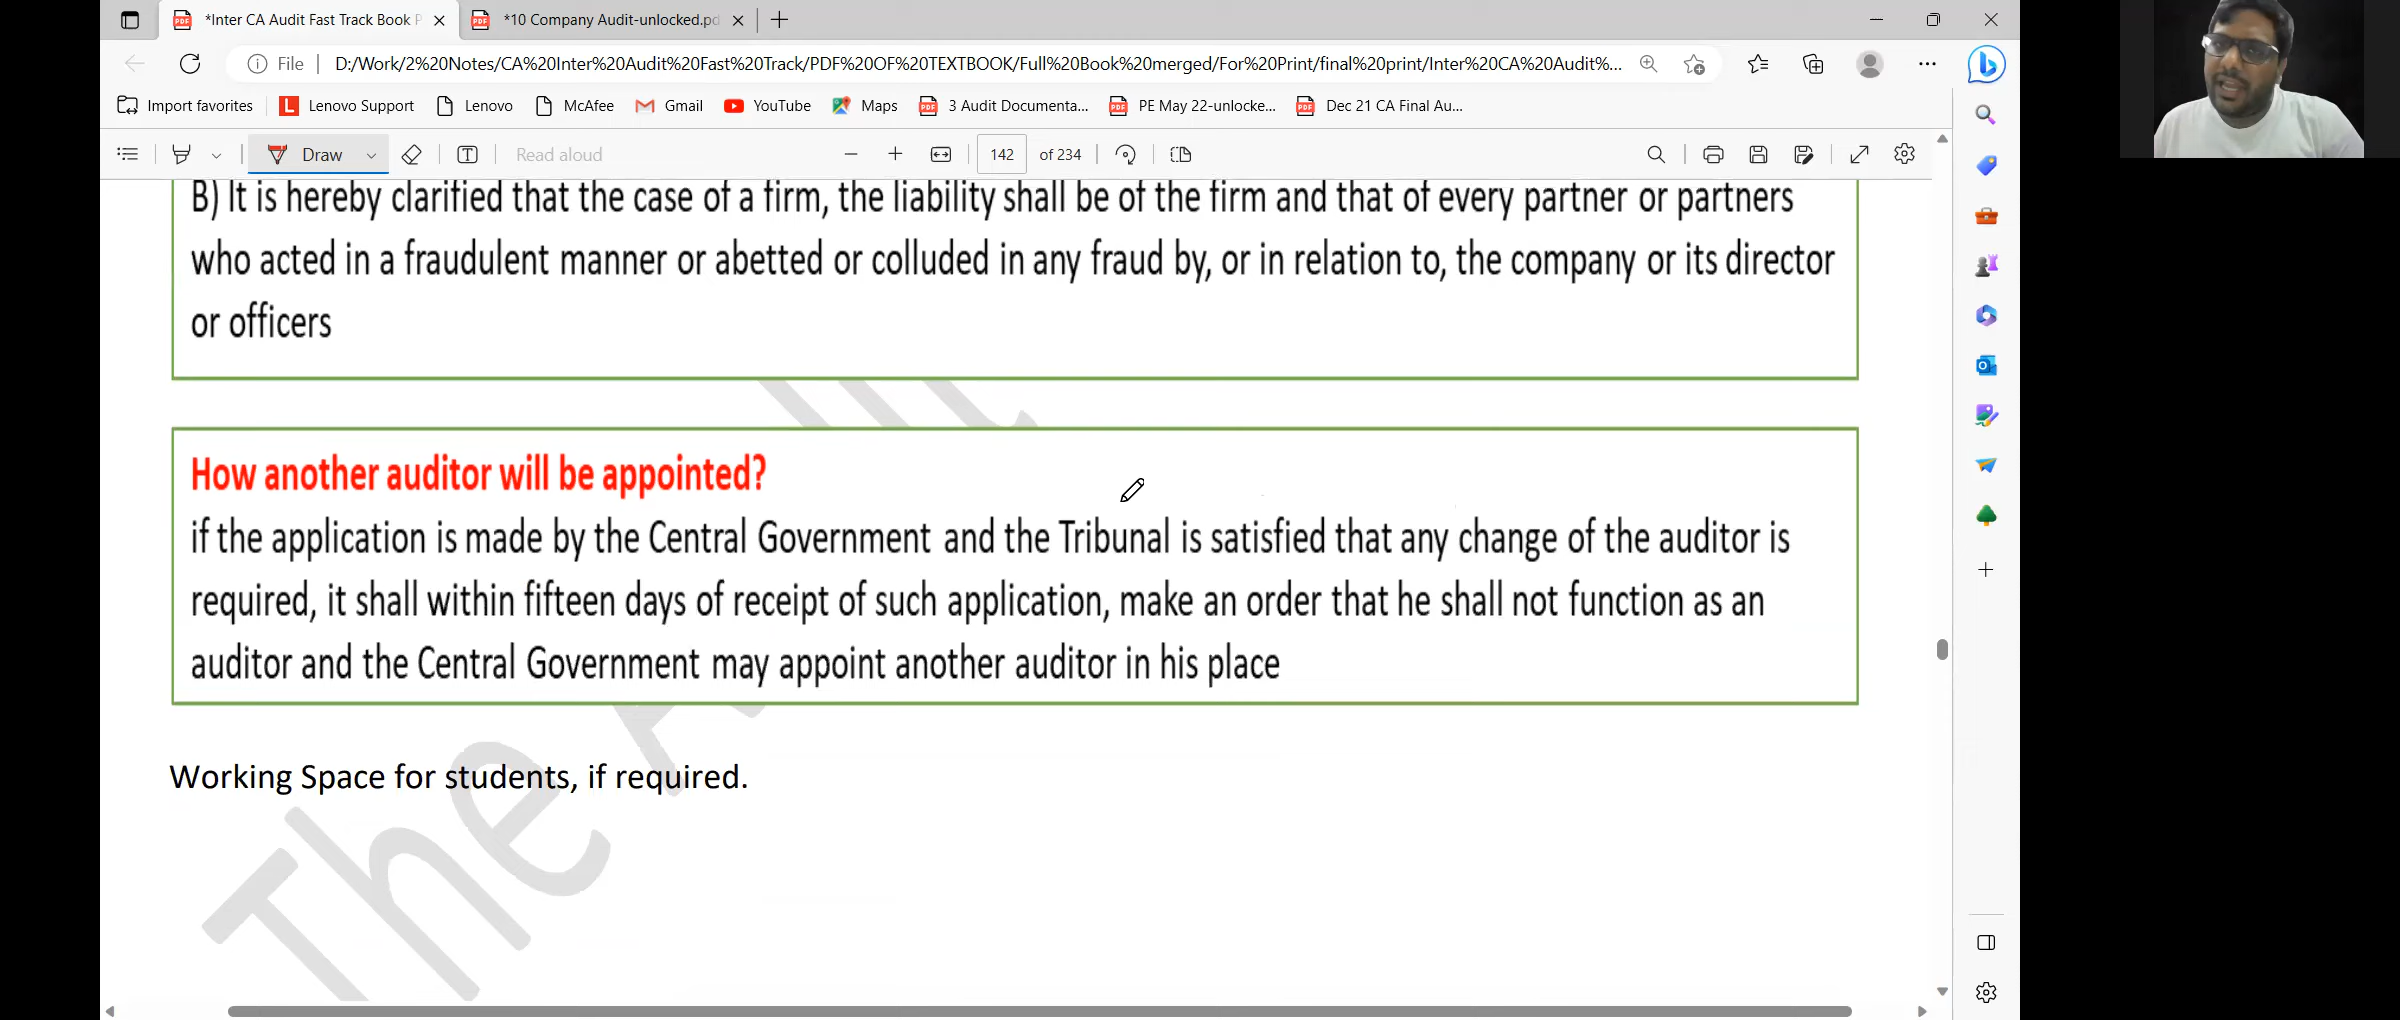 *Inter CA Audit Fast Track Book P
*10 Company Audit-unlocked.pd
File
D:/Work/2%20Notes/CA%20Inter%20Audit%20Fast%20Track/PDF%20OF%20TEXTBOOK/Full%20Book%20merged/For%20Print/final%20print/Inter%20CA%20Audit%...
Import favorites
Lenovo Support
Lenovo
McAfee
Gmail
YouTube
Maps
3 Audit Documenta...
PE May 22-unlocke...
Dec 21 CA Final Au...
Draw
Read aloud
142 of 234
B) It is hereby clarified that the case of a firm, the liability shall be of the firm and that of every partner or partners
who acted in a fraudulent manner or abetted or colluded in any fraud by, or in relation to, the company or its director
or officers
How another auditor will be appointed?
if the application is made by the Central Government and the Tribunal is satisfied that any change of the auditor is
required, it shall within fifteen days of receipt of such application, make an order that he shall not function as an
auditor and the Central Government may appoint another auditor in his place
Working Space for students, if required.
The